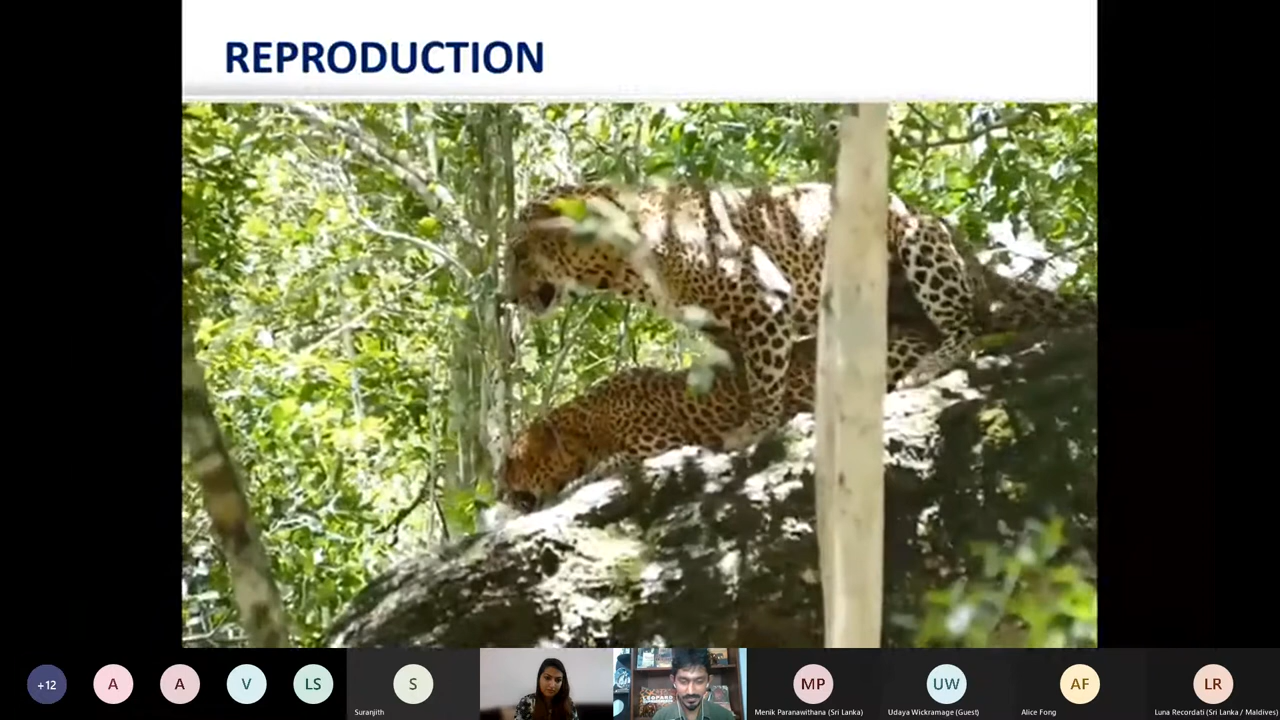 REPRODUCTION
+12
A
A
V
LS
S
MP
UW
AF
LR
Suranjith
Menik Paranawithana (Sri Lanka)
Udaya Wickramage (Guest)
Alice Fong
Luna Recordati (Sri Lanka / Maldives)